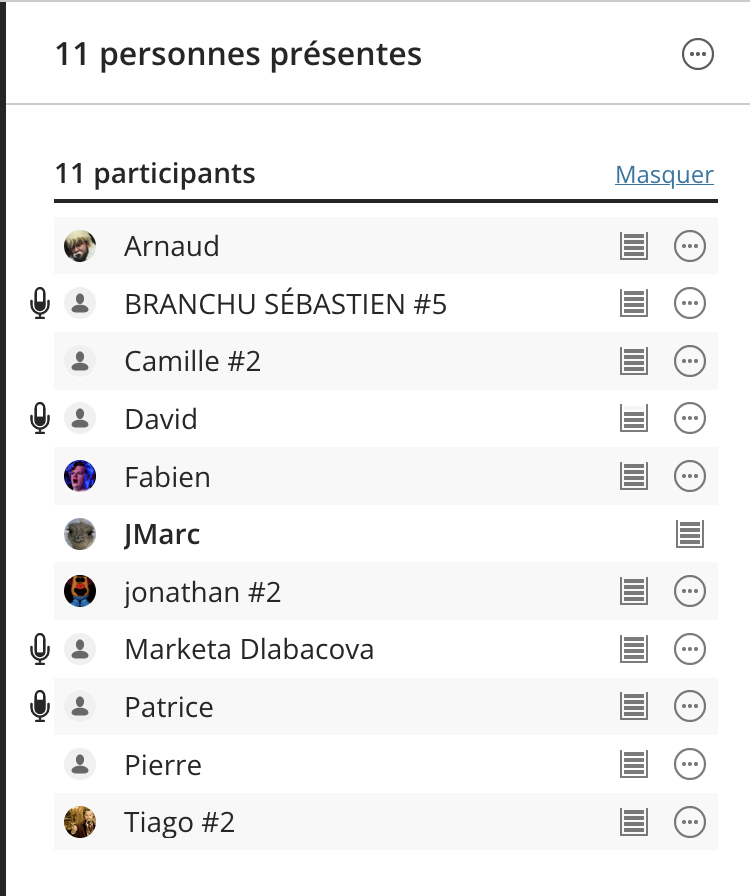 11 personnes présentes
11 participants Masquer
Arnaud
BRANCHU SÉBASTIEN #5
Camille #2
David
Fabien
JMarc
jonathan #2
Marketa Dlabacova
Patrice
Pierre
Tiago #2